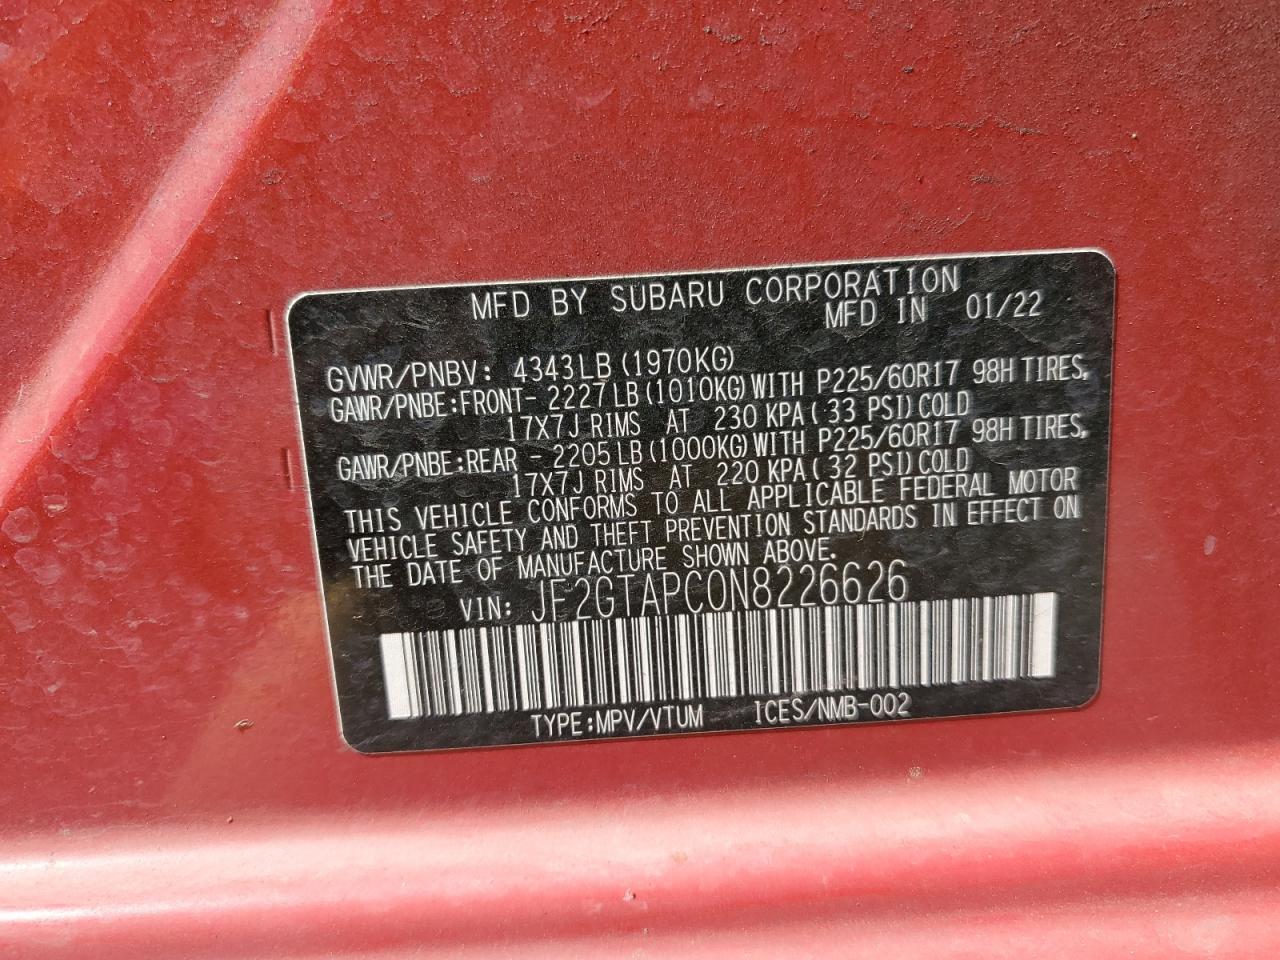 MFD BY SUBARU CORPORATION
MFD IN 01/22
GVWR/PNBV: 4343LB (1970KG)
GAWR/PNBE:FRONT- 2227LB (1010KG) WITH P225/60R17 98H TIRES,
17X7J RIMS AT 230 KPA( 33 PSI) COLD
GAWR/PNBE:REAR - 2205LB (1000KG) WITH P225/60R17 98H TIRES,
17X7J RIMS AT 220 KPA( 32 PSI) COLD
THIS VEHICLE CONFORMS TO ALL APPLICABLE FEDERAL MOTOR
VEHICLE SAFETY AND THEFT PREVENTION STANDARDS IN EFFECT ON
THE DATE OF MANUFACTURE SHOWN ABOVE.
VIN: JF2GTAPC0N8226626
TYPE:MPV/VTUM ICES/NMB-002